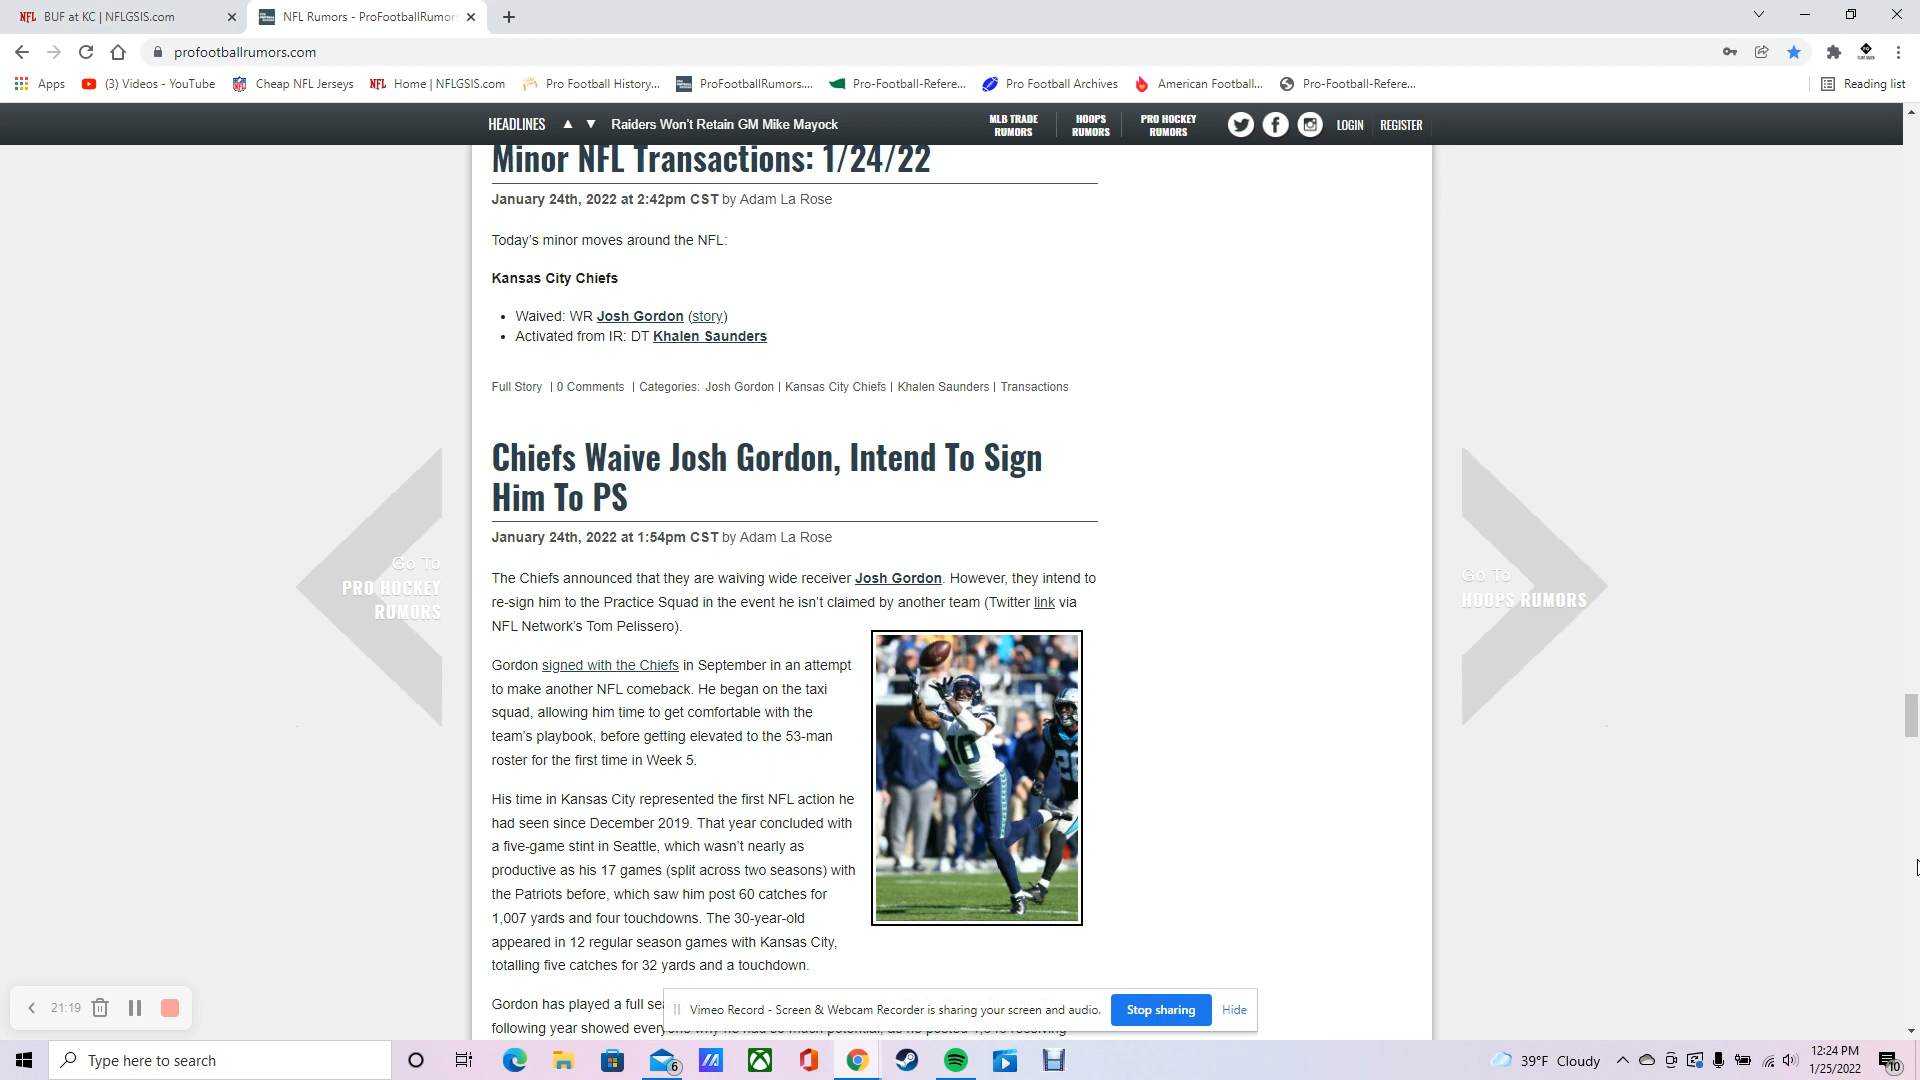 NFL BUF at KC | NFLGSIS.com
NFL Rumors - ProFootballRumor
profootballrumors.com
Apps
(3) Videos - YouTube
Cheap NFL Jerseys
NFL Home | NFLGSIS.com
Pro Football History...
ProFootballRumors....
Pro-Football-Refere...
Pro Football Archives
American Football...
Pro-Football-Refere...
Reading list
HEADLINES
Raiders Won't Retain GM Mike Mayock
MLB TRADE
RUMORS
HOOPS
RUMORS
PRO HOCKEY
RUMORS
LOGIN
REGISTER
Minor NFL Transactions: 1/24/22
January 24th, 2022 at 2:42pm CST by Adam La Rose
Today's minor moves around the NFL:
Kansas City Chiefs
• Waived: WR Josh Gordon (story)
• Activated from IR: DT Khalen Saunders
Full Story | 0 Comments | Categories: Josh Gordon | Kansas City Chiefs | Khalen Saunders | Transactions
Chiefs Waive Josh Gordon, Intend To Sign
Him To PS
January 24th, 2022 at 1:54pm CST by Adam La Rose
The Chiefs announced that they are waiving wide receiver Josh Gordon. However, they intend to
re-sign him to the Practice Squad in the event he isn't claimed by another team (Twitter link via
NFL Network's Tom Pelissero).
Gordon signed with the Chiefs in September in an attempt
to make another NFL comeback. He began on the taxi
squad, allowing him time to get comfortable with the
team's playbook, before getting elevated to the 53-man
roster for the first time in Week 5.
His time in Kansas City represented the first NFL action he
had seen since December 2019. That year concluded with
a five-game stint in Seattle, which wasn't nearly as
productive as his 17 games (split across two seasons) with
the Patriots before, which saw him post 60 catches for
1,007 yards and four touchdowns. The 30-year-old
appeared in 12 regular season games with Kansas City,
totalling five catches for 32 yards and a touchdown.
Gordon has played a full sea
following year showed
10
Go To
PRO HOCKEY
RUMORS
Go To
HOOPS RUMORS
21:19
Vimeo Record - Screen & Webcam Recorder is sharing your screen and audio.
Stop sharing
Hide
Type here to search
6
39°F Cloudy
12:24 PM
1/25/2022
10